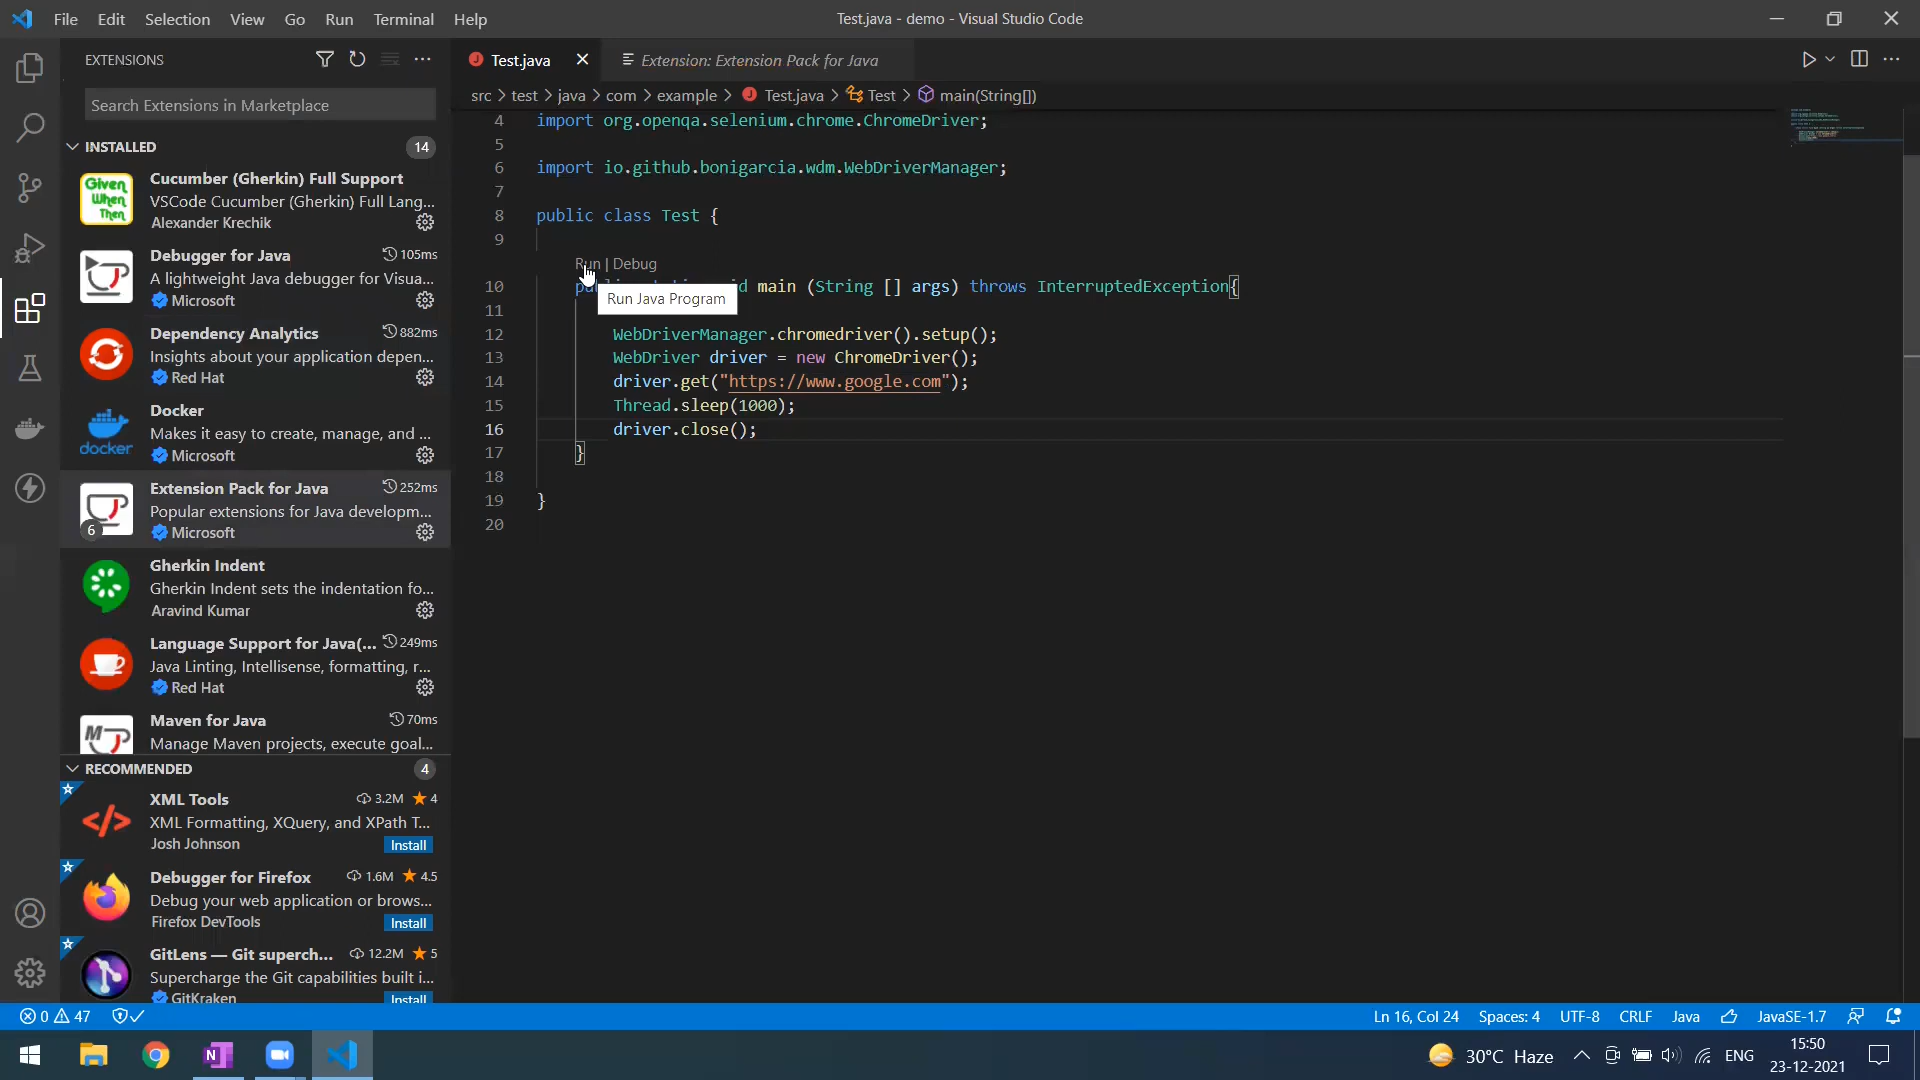 File Edit Selection View Go Run Terminal Help
Test.java - demo - Visual Studio Code
EXTENSIONS
Search Extensions in Marketplace
INSTALLED 14
Given When Then
Cucumber (Gherkin) Full Support
VSCode Cucumber (Gherkin) Full Lang...
Alexander Krechik
Debugger for Java 105ms
A lightweight Java debugger for Visua...
Microsoft
Dependency Analytics 882ms
Insights about your application depen...
Red Hat
docker
Docker
Makes it easy to create, manage, and ...
Microsoft
Extension Pack for Java 252ms
Popular extensions for Java developm...
6
Microsoft
Gherkin Indent
Gherkin Indent sets the indentation fo...
Aravind Kumar
Language Support for Java(... 249ms
Java Linting, Intellisense, formatting, r...
Red Hat
Maven for Java 70ms
Manage Maven projects, execute goal...
RECOMMENDED 4
XML Tools 3.2M 4
XML Formatting, XQuery, and XPath T...
Josh Johnson Install
Debugger for Firefox 1.6M 4.5
Debug your web application or brows...
Firefox DevTools Install
GitLens — Git superch... 12.2M 5
Supercharge the Git capabilities built i...
GitKraken Install
Test.java Extension: Extension Pack for Java
src > test > java > com > example > Test.java > Test > main(String[])
4 import org.openqa.selenium.chrome.ChromeDriver;
5
6 import io.github.bonigarcia.wdm.WebDriverManager;
7
8 public class Test {
9
Run | Debug
10 main (String [] args) throws InterruptedException{
Run Java Program
11
12 WebDriverManager.chromedriver().setup();
13 WebDriver driver = new ChromeDriver();
14 driver.get("https://www.google.com");
15 Thread.sleep(1000);
16 driver.close();
17 }
18
19 }
20
0 47
Ln 16, Col 24 Spaces: 4 UTF-8 CRLF Java JavaSE-1.7
30°C Haze ENG
15:50
23-12-2021